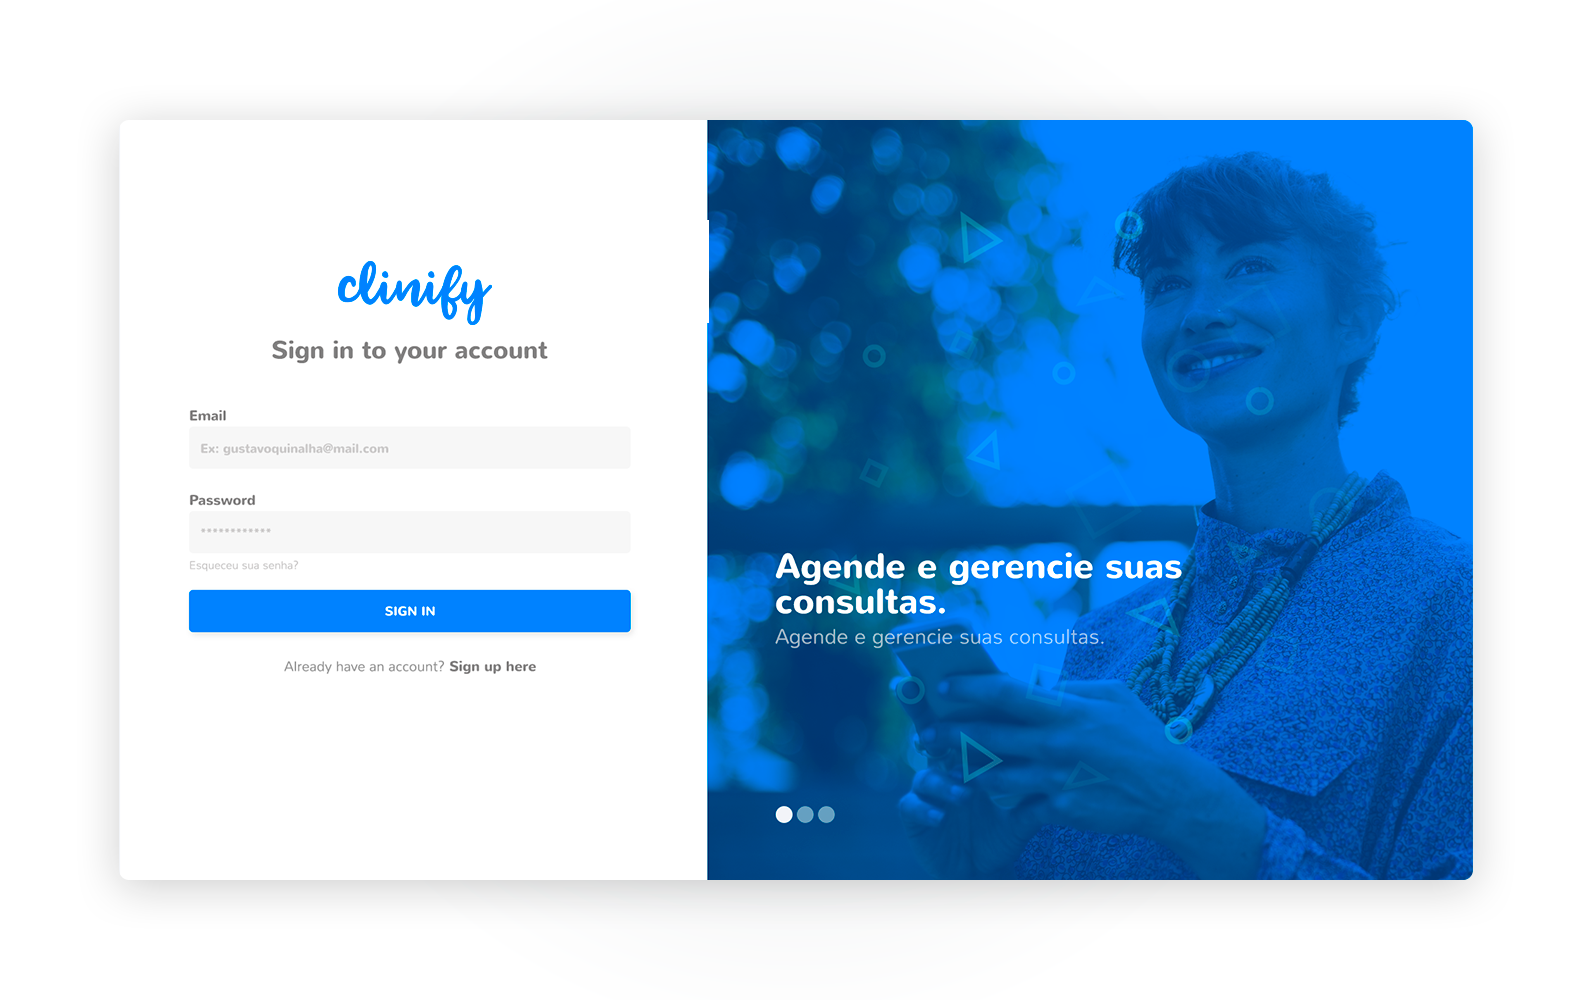 clinify
Sign in to your account
Email
Ex: gustavoquinalha@mail.com
Password
••••••••••••
Esqueceu sua senha?
SIGN IN
Already have an account? Sign up here
Agende e gerencie suas
consultas.
Agende e gerencie suas consultas.